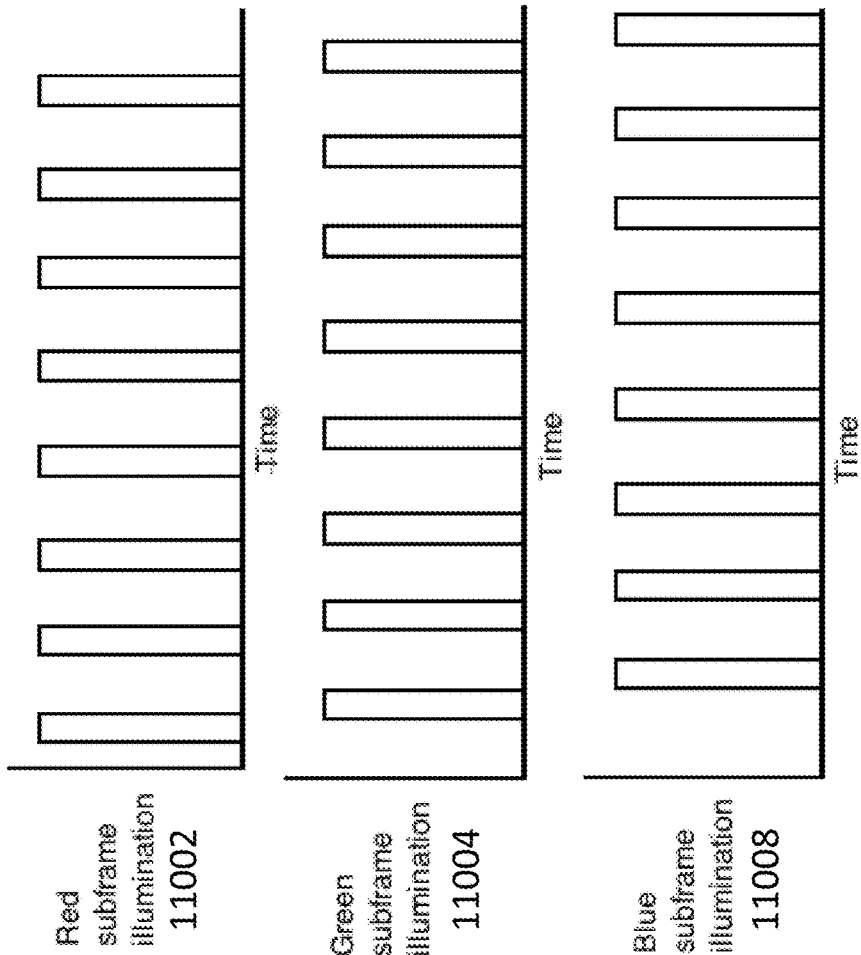 Red
subframe
illumination
11002
Time
Green
subframe
illumination
11004
Time
Blue
subframe
illumination
11008
Time